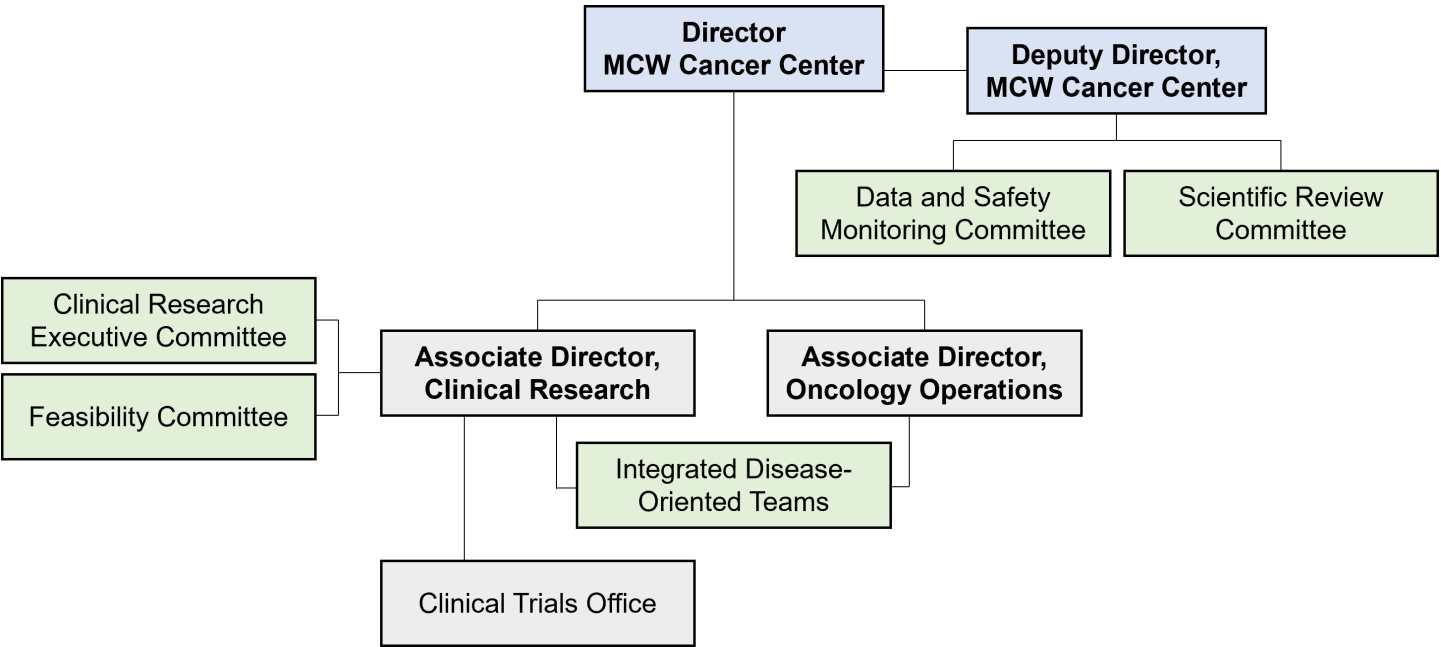 Director
MCW Cancer Center
Deputy Director,
MCW Cancer Center
Data and Safety
Monitoring Committee
Scientific Review
Committee
Clinical Research
Executive Committee
Feasibility Committee
Associate Director,
Clinical Research
Associate Director,
Oncology Operations
Integrated Disease-
Oriented Teams
Clinical Trials Office